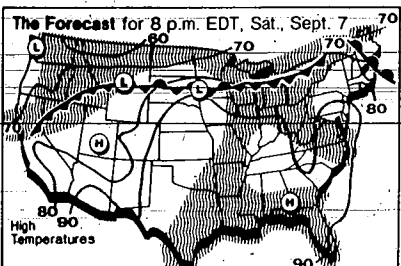 The Forecast for 8 p.m. EDT, Sat., Sept. 7
70
60
70
70
L
L
L
80
70
H
H
80
90
High
Temperatures
90